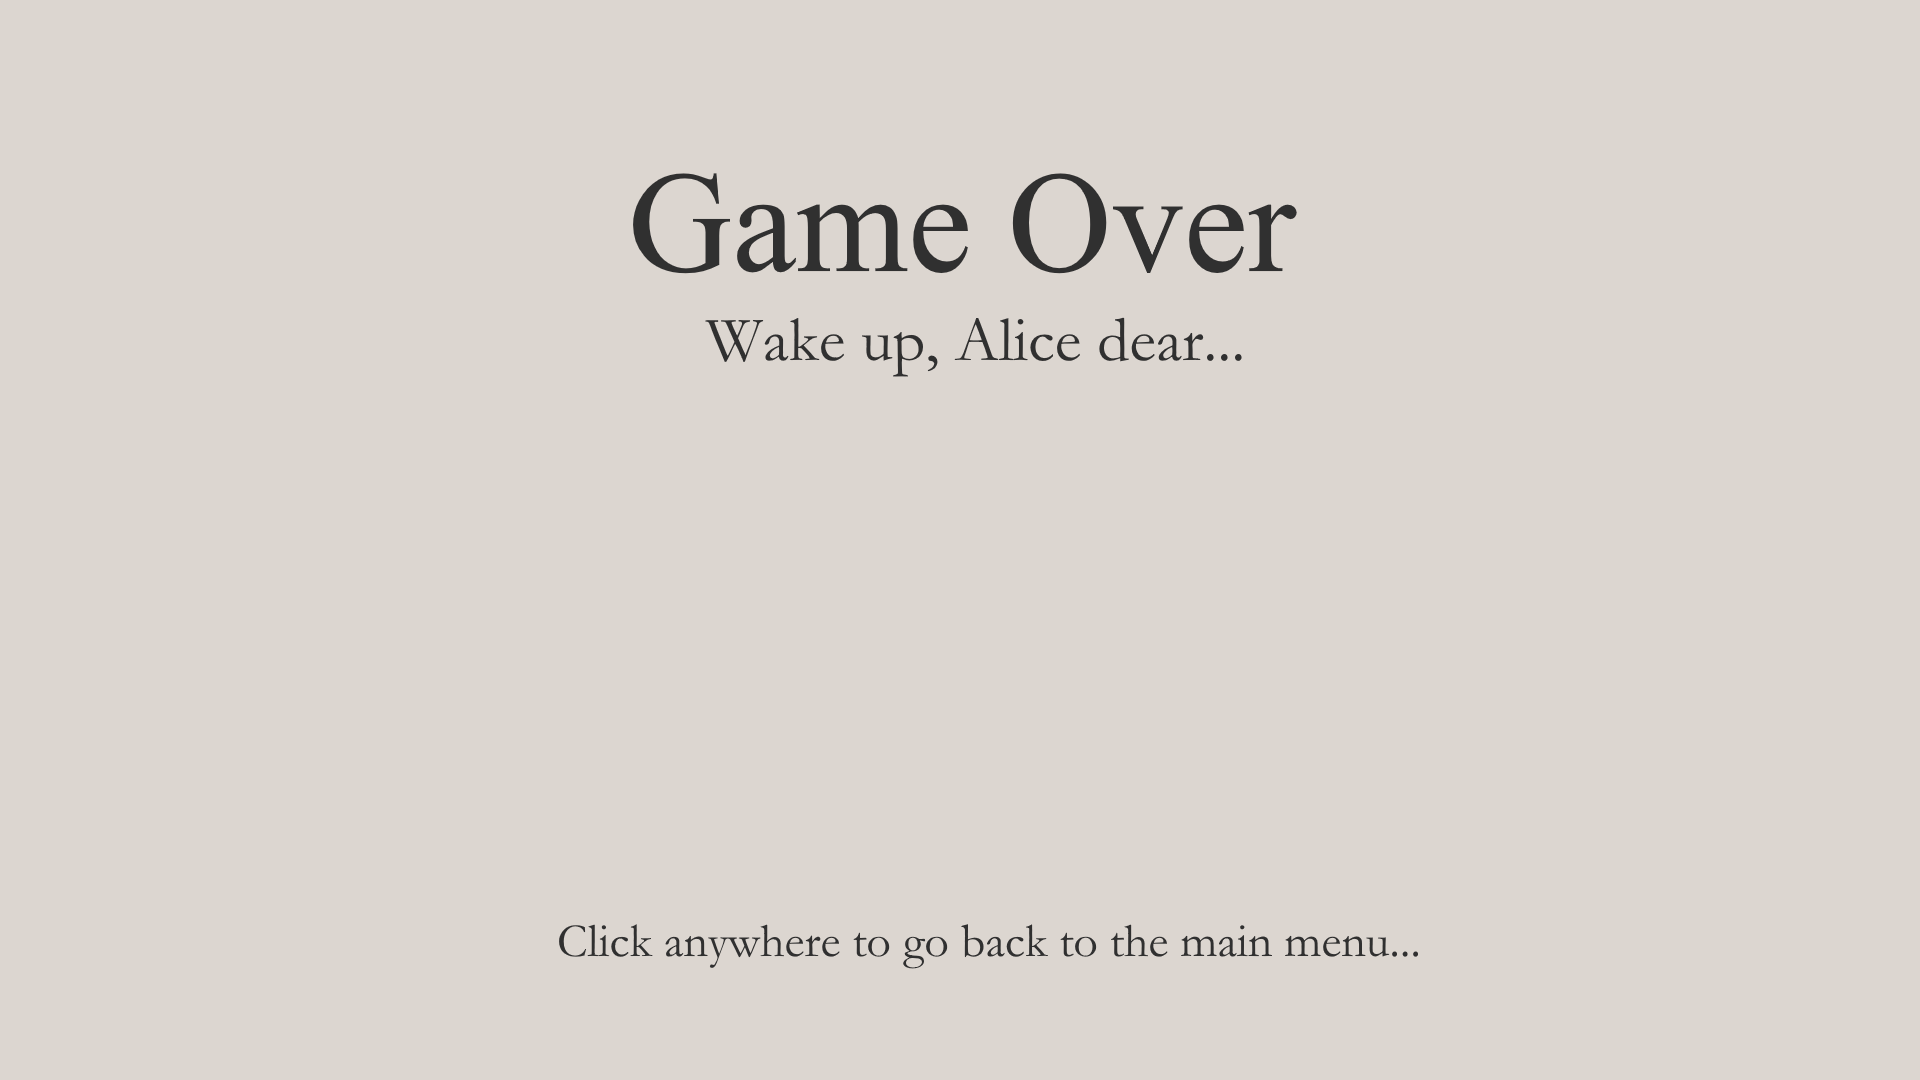 Game Over
Wake up, Alice dear...
Click anywhere to go back to the main menu...